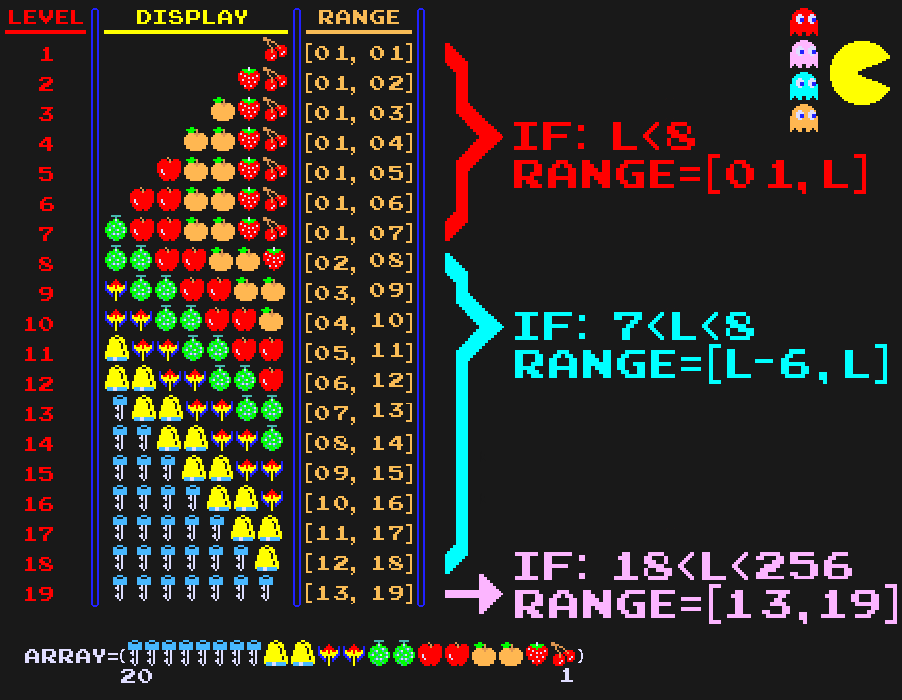 LEVEL DISPLAY RANGE
1 [01, 01]
2 [01, 02]
3 [01, 03]
4 [01, 04]
5 [01, 05]
6 [01, 06]
7 [01, 07]
8 [02, 08]
9 [03, 09]
10 [04, 10]
11 [05, 11]
12 [06, 12]
13 [07, 13]
14 [08, 14]
15 [09, 15]
16 [10, 16]
17 [11, 17]
18 [12, 18]
19 [13, 19]
IF: L<8
RANGE=[01,L]
IF: 7<L<8
RANGE=[L-6,L]
IF: 18<L<256
RANGE=[13,19]
ARRAY=( )
20 1